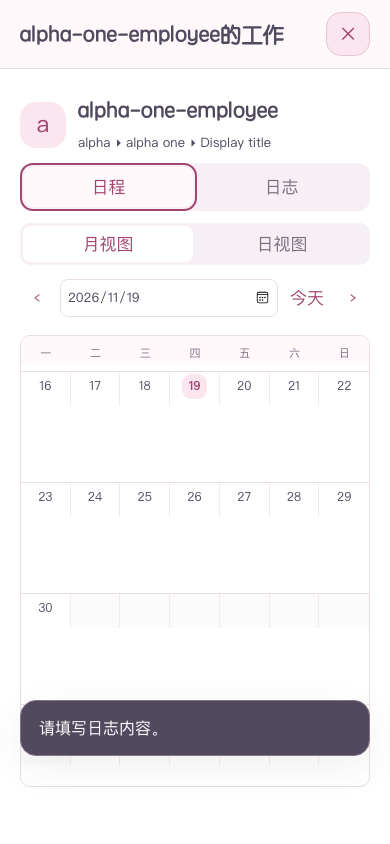 alpha-one-employee的工作
a
alpha-one-employee
alpha alpha one Display title
日程 日志
月视图 日视图
2026/11/19 今天
一 二 三 四 五 六 日
16 17 18 19 20 21 22
23 24 25 26 27 28 29
30
请填写日志内容。